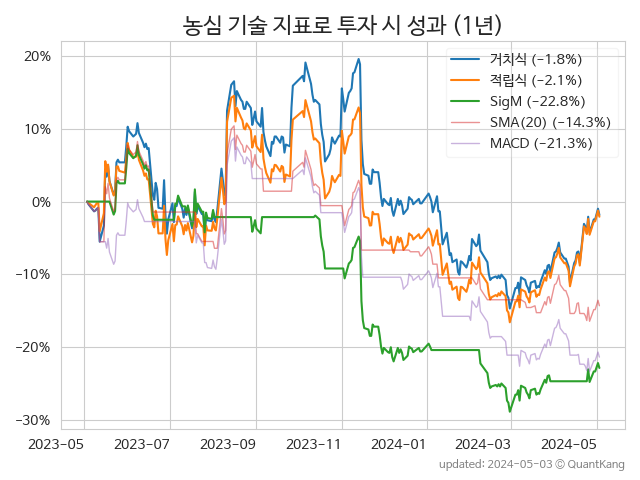 농심 기술 지표로 투자 시 성과 (1년)
거치식 (−1.8%)
적립식 (−2.1%)
SigM (−22.8%)
SMA(20) (−14.3%)
MACD (−21.3%)
20%
10%
0%
−10%
−20%
−30%
2023-05 2023-07 2023-09 2023-11 2024-01 2024-03 2024-05
updated: 2024-05-03 ⓒ QuantKang